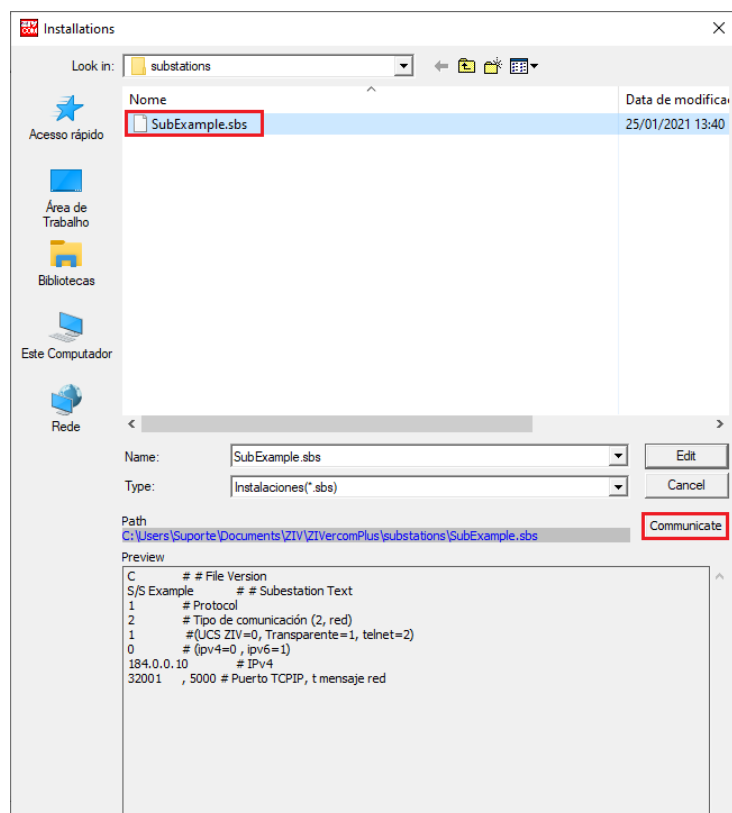 Installations
Look in: substations
Nome Data de modifica
SubExample.sbs 25/01/2021 13:40
Acesso rápido
Área de
Trabalho
Bibliotecas
Este Computador
Rede
Name: SubExample.sbs Edit
Type: Instalaciones(*.sbs) Cancel
Path
C:\Users\Suporte\Documents\ZIV\ZIVercomPlus\substations\SubExample.sbs Communicate
Preview
C # # File Version
S/S Example # # Subestation Text
1 # Protocol
2 # Tipo de comunicación (2, red)
1 #(UCS ZIV=0, Transparente=1, telnet=2)
0 # (ipv4=0 , ipv6=1)
184.0.0.10 # IPv4
32001 , 5000 # Puerto TCPIP, t mensaje red